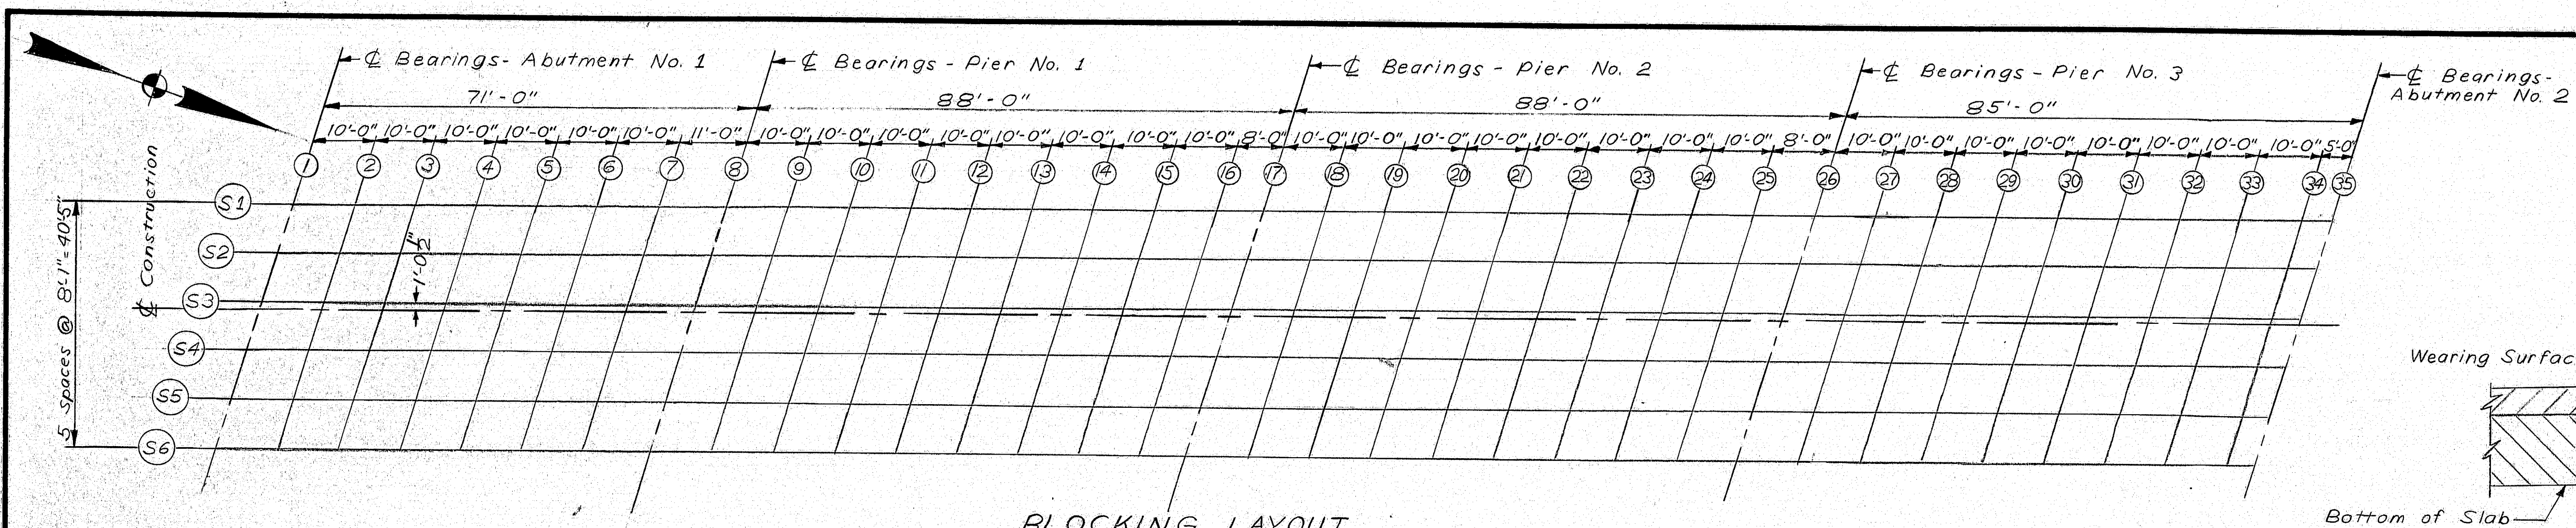 ℄ Bearings- Abutment No. 1
℄ Bearings - Pier No. 1
℄ Bearings - Pier No. 2
℄ Bearings - Pier No. 3
℄ Bearings-
Abutment No. 2
71'-0"
88'-0"
88'-0"
85'-0"
10'-0" 10'-0" 10'-0" 10'-0" 10'-0" 10'-0" 11'-0" 10'-0" 10'-0" 10'-0" 10'-0" 10'-0" 10'-0" 10'-0" 10'-0" 8'-0" 10'-0" 10'-0" 10'-0" 10'-0" 10'-0" 10'-0" 10'-0" 10'-0" 8'-0" 10'-0" 10'-0" 10'-0" 10'-0" 10'-0" 10'-0" 10'-0" 10'-0" 5'-0"
1 2 3 4 5 6 7 8 9 10 11 12 13 14 15 16 17 18 19 20 21 22 23 24 25 26 27 28 29 30 31 32 33 34 35
℄ Construction
5 spaces @ 8'-1" = 40'-5"
S1
S2
1'-0½"
S3
S4
S5
S6
Wearing Surfac
Bottom of Slab
BLOCKING LAYOUT